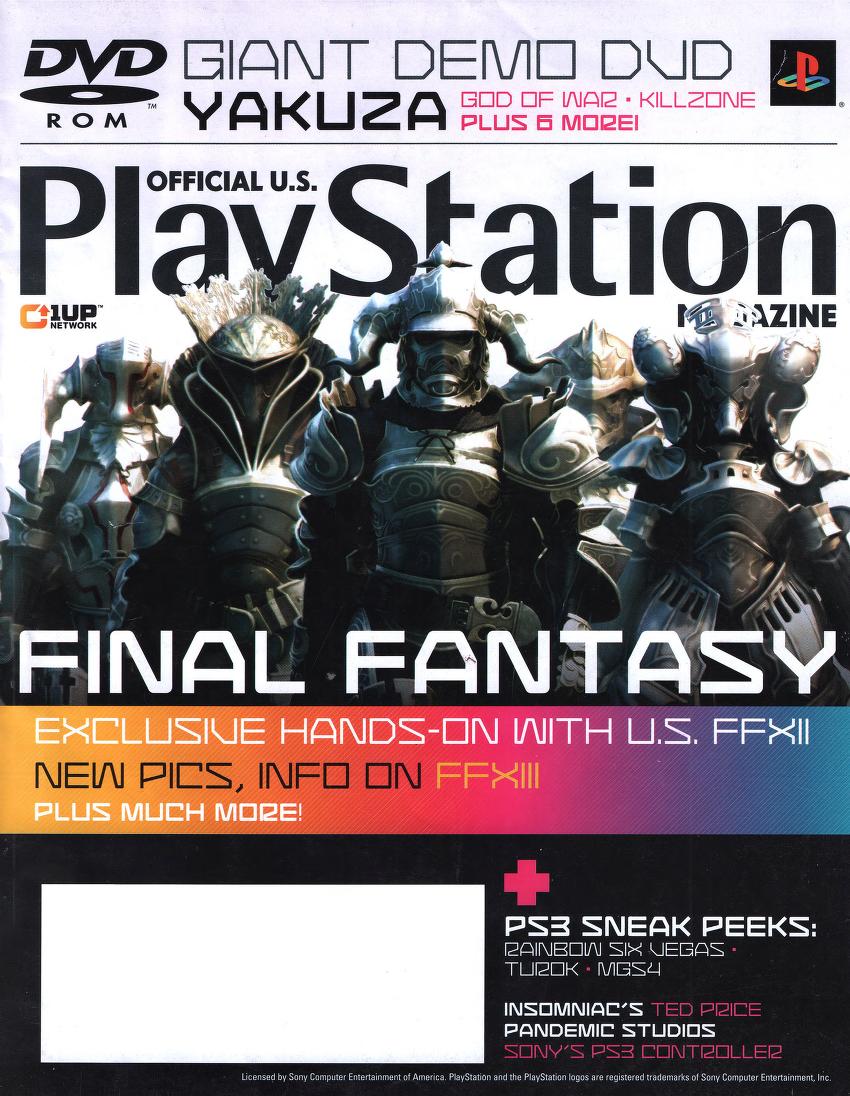 DVD
ROM
™
GIANT DEMO DVD
YAKUZA
GOD OF WAR • KILLZONE
PLUS 6 MORE!
®
OFFICIAL U.S.
PlayStation
MAGAZINE
1UP™
NETWORK
FINAL FANTASY
EXCLUSIVE HANDS-ON WITH U.S. FFXII
NEW PICS, INFO ON FFXIII
PLUS MUCH MORE!
PS3 SNEAK PEEKS:
RAINBOW SIX VEGAS •
TUROK • MGS4
INSOMNIAC'S TED PRICE
PANDEMIC STUDIOS
SONY'S PS3 CONTROLLER
Licensed by Sony Computer Entertainment of America. PlayStation and the PlayStation logos are registered trademarks of Sony Computer Entertainment, Inc.